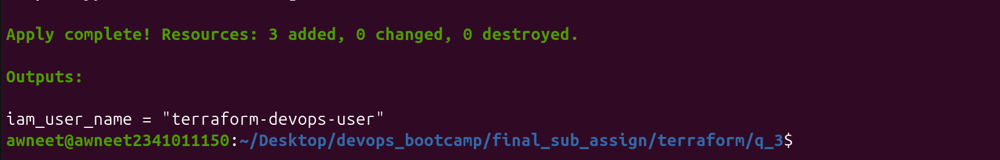 Apply complete! Resources: 3 added, 0 changed, 0 destroyed.
Outputs:
iam_user_name = "terraform-devops-user"
awneet@awneet2341011150:~/Desktop/devops_bootcamp/final_sub_assign/terraform/q_3$